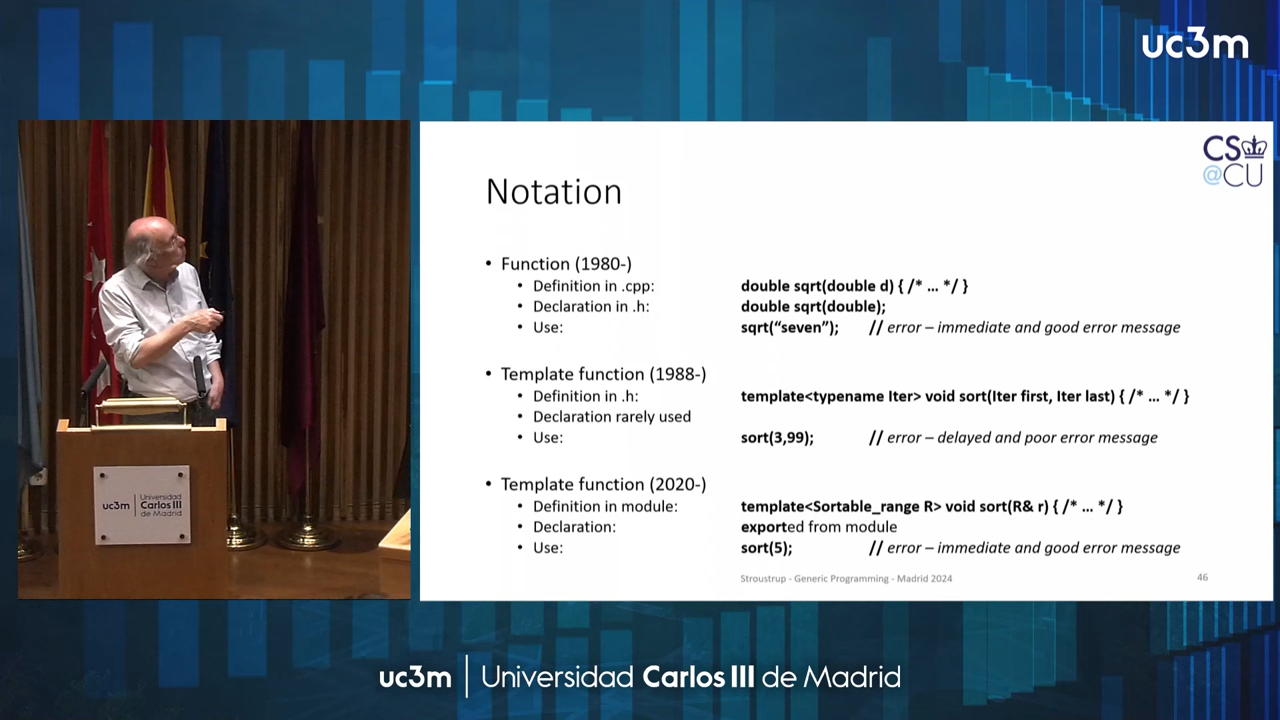 uc3m
CS
@CU
Notation
• Function (1980-)
• Definition in .cpp: double sqrt(double d) { /* … */ }
• Declaration in .h: double sqrt(double);
• Use: sqrt(“seven”); // error – immediate and good error message
• Template function (1988-)
• Definition in .h: template<typename Iter> void sort(Iter first, Iter last) { /* … */ }
• Declaration rarely used
• Use: sort(3,99); // error – delayed and poor error message
• Template function (2020-)
• Definition in module: template<Sortable_range R> void sort(R& r) { /* … */ }
• Declaration: exported from module
• Use: sort(5); // error – immediate and good error message
Stroustrup - Generic Programming - Madrid 2024 46
uc3m
Universidad
Carlos III
de Madrid
uc3m | Universidad Carlos III de Madrid